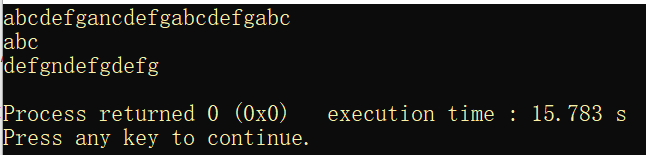 abcdefgancdefgabcdefgabc
abc
defgndefgdefg
Process returned 0 (0x0)   execution time : 15.783 s
Press any key to continue.